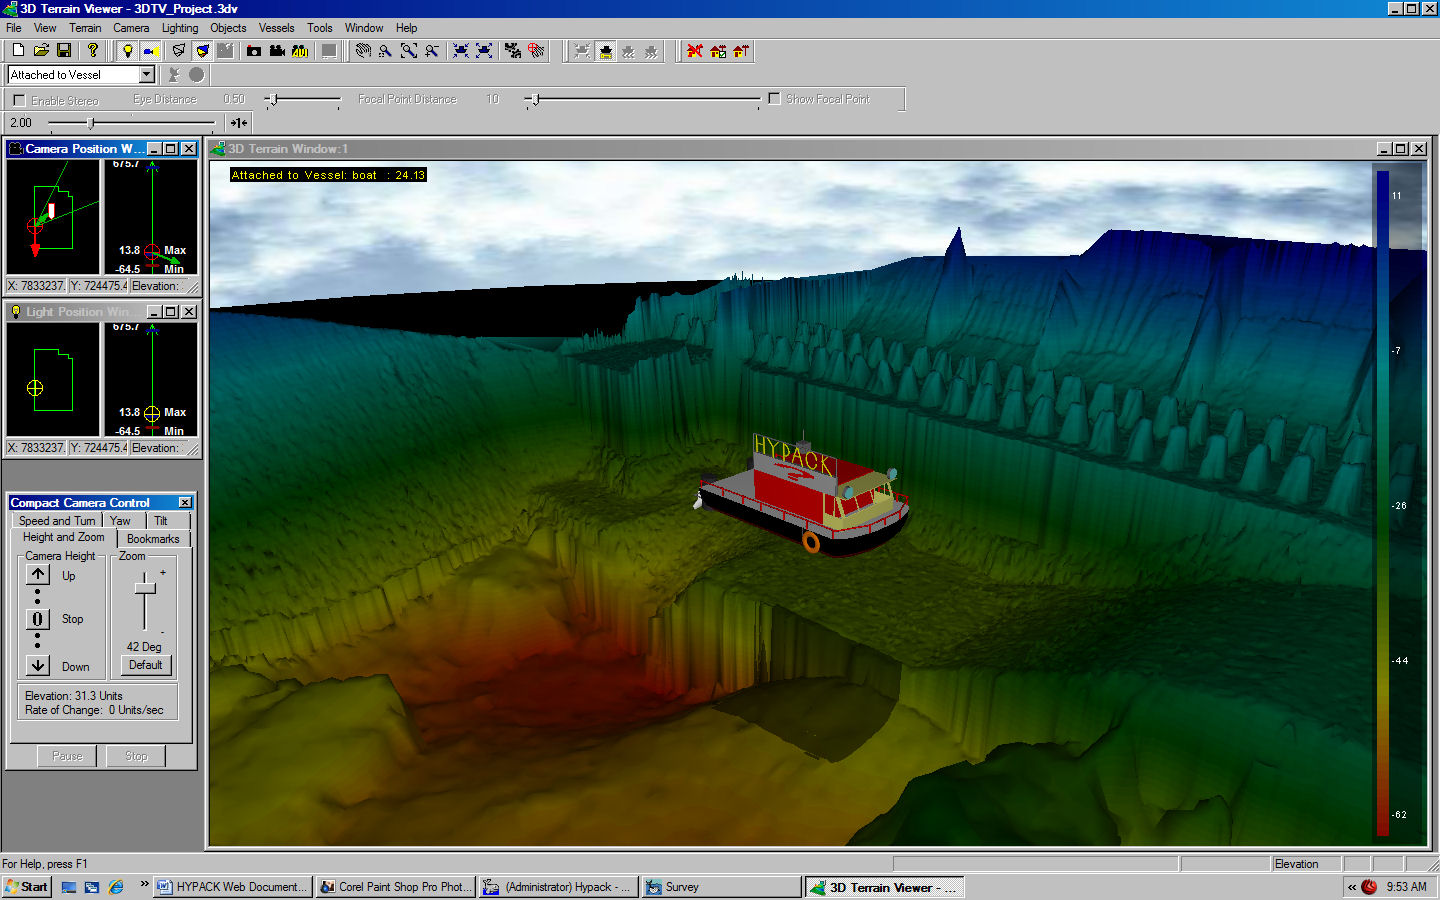 3D Terrain Viewer - 3DTV_Project.3dv
File View Terrain Camera Lighting Objects Vessels Tools Window Help
Attached to Vessel
Enable Stereo Eye Distance 0.50 Focal Point Distance 10 Show Focal Point
2.00
Camera Position W...
675.7
13.8 Max
-64.5 Min
X: 7833237. Y: 724475.4 Elevation:
Light Position Win...
675.7
13.8 Max
-64.5 Min
X: 7833237. Y: 724475.4 Elevation:
Compact Camera Control
Speed and Turn Yaw Tilt
Height and Zoom Bookmarks
Camera Height Zoom
Up +
0 Stop
-
42 Deg
Down Default
Elevation: 31.3 Units
Rate of Change: 0 Units/sec
Pause Stop
3D Terrain Window:1
Attached to Vessel: boat : 24.13
HYPACK
11
-7
-26
-44
-62
For Help, press F1 Elevation
Start » HYPACK Web Document... Corel Paint Shop Pro Phot... (Administrator) Hypack - ... Survey 3D Terrain Viewer - ... « 9:53 AM